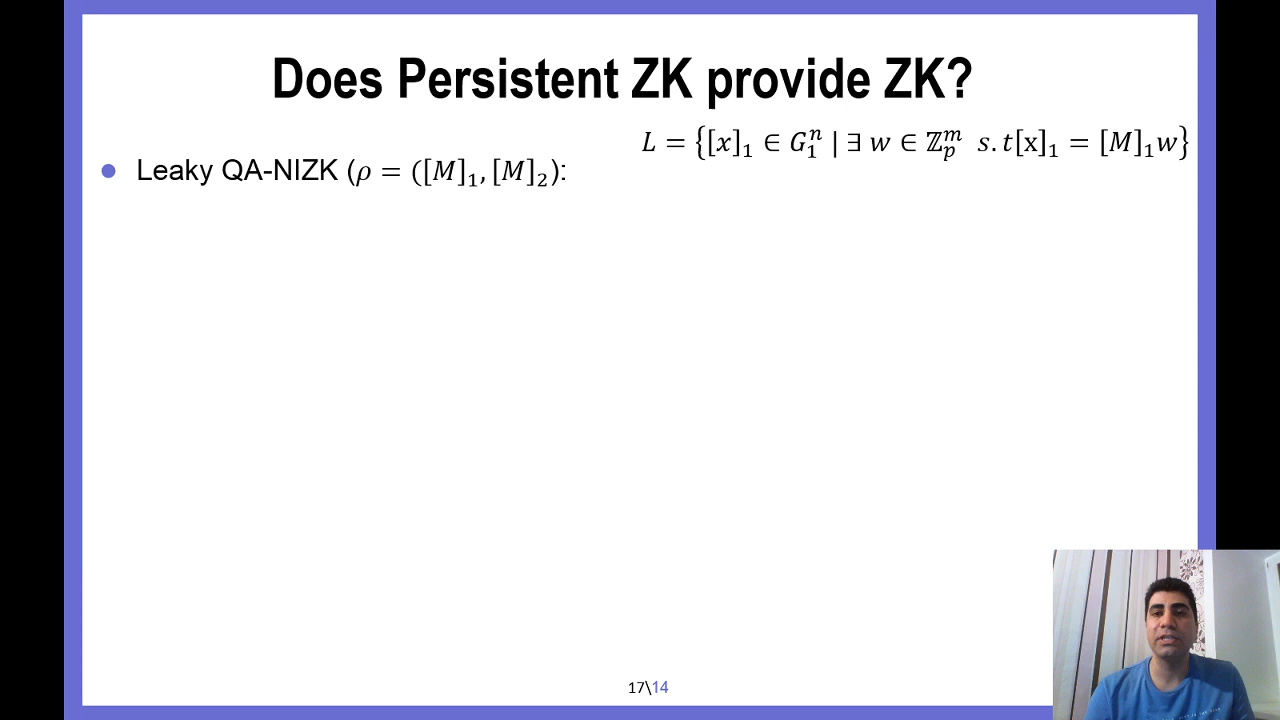 Does Persistent ZK provide ZK?
L = {[x]₁ ∈ G₁ⁿ | ∃ w ∈ ℤₚᵐ s.t[x]₁ = [M]₁w}
● Leaky QA-NIZK (ρ = ([M]₁, [M]₂):
17\14